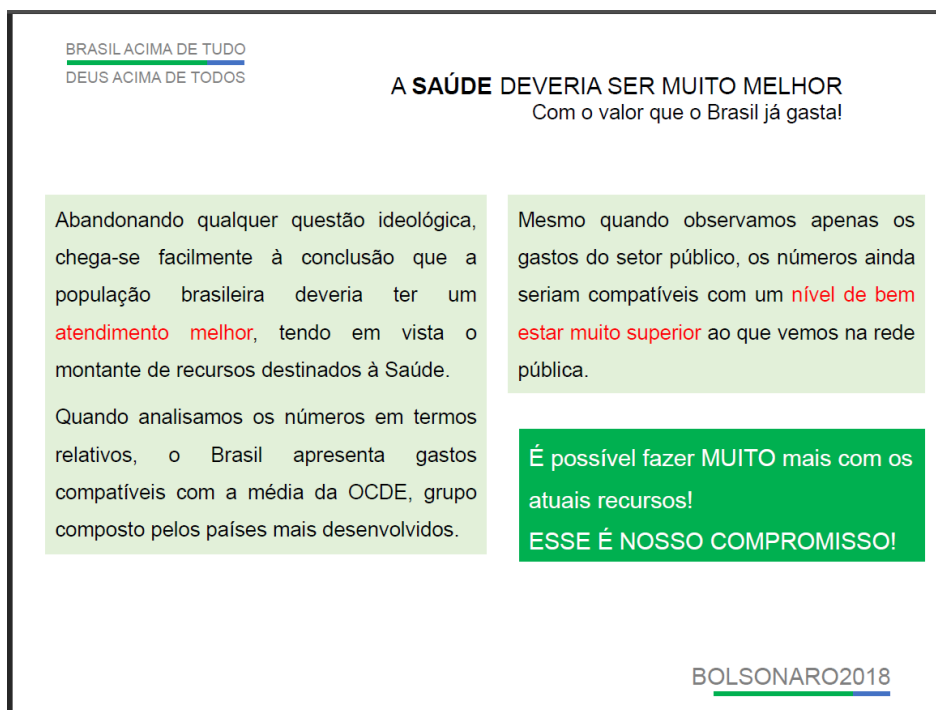 BRASIL ACIMA DE TUDO
DEUS ACIMA DE TODOS
A SAÚDE DEVERIA SER MUITO MELHOR
Com o valor que o Brasil já gasta!
Abandonando qualquer questão ideológica,
chega-se facilmente à conclusão que a
população brasileira deveria ter um
atendimento melhor, tendo em vista o
montante de recursos destinados à Saúde.
Quando analisamos os números em termos
relativos, o Brasil apresenta gastos
compatíveis com a média da OCDE, grupo
composto pelos países mais desenvolvidos.
Mesmo quando observamos apenas os
gastos do setor público, os números ainda
seriam compatíveis com um nível de bem
estar muito superior ao que vemos na rede
pública.
É possível fazer MUITO mais com os
atuais recursos!
ESSE É NOSSO COMPROMISSO!
BOLSONARO2018